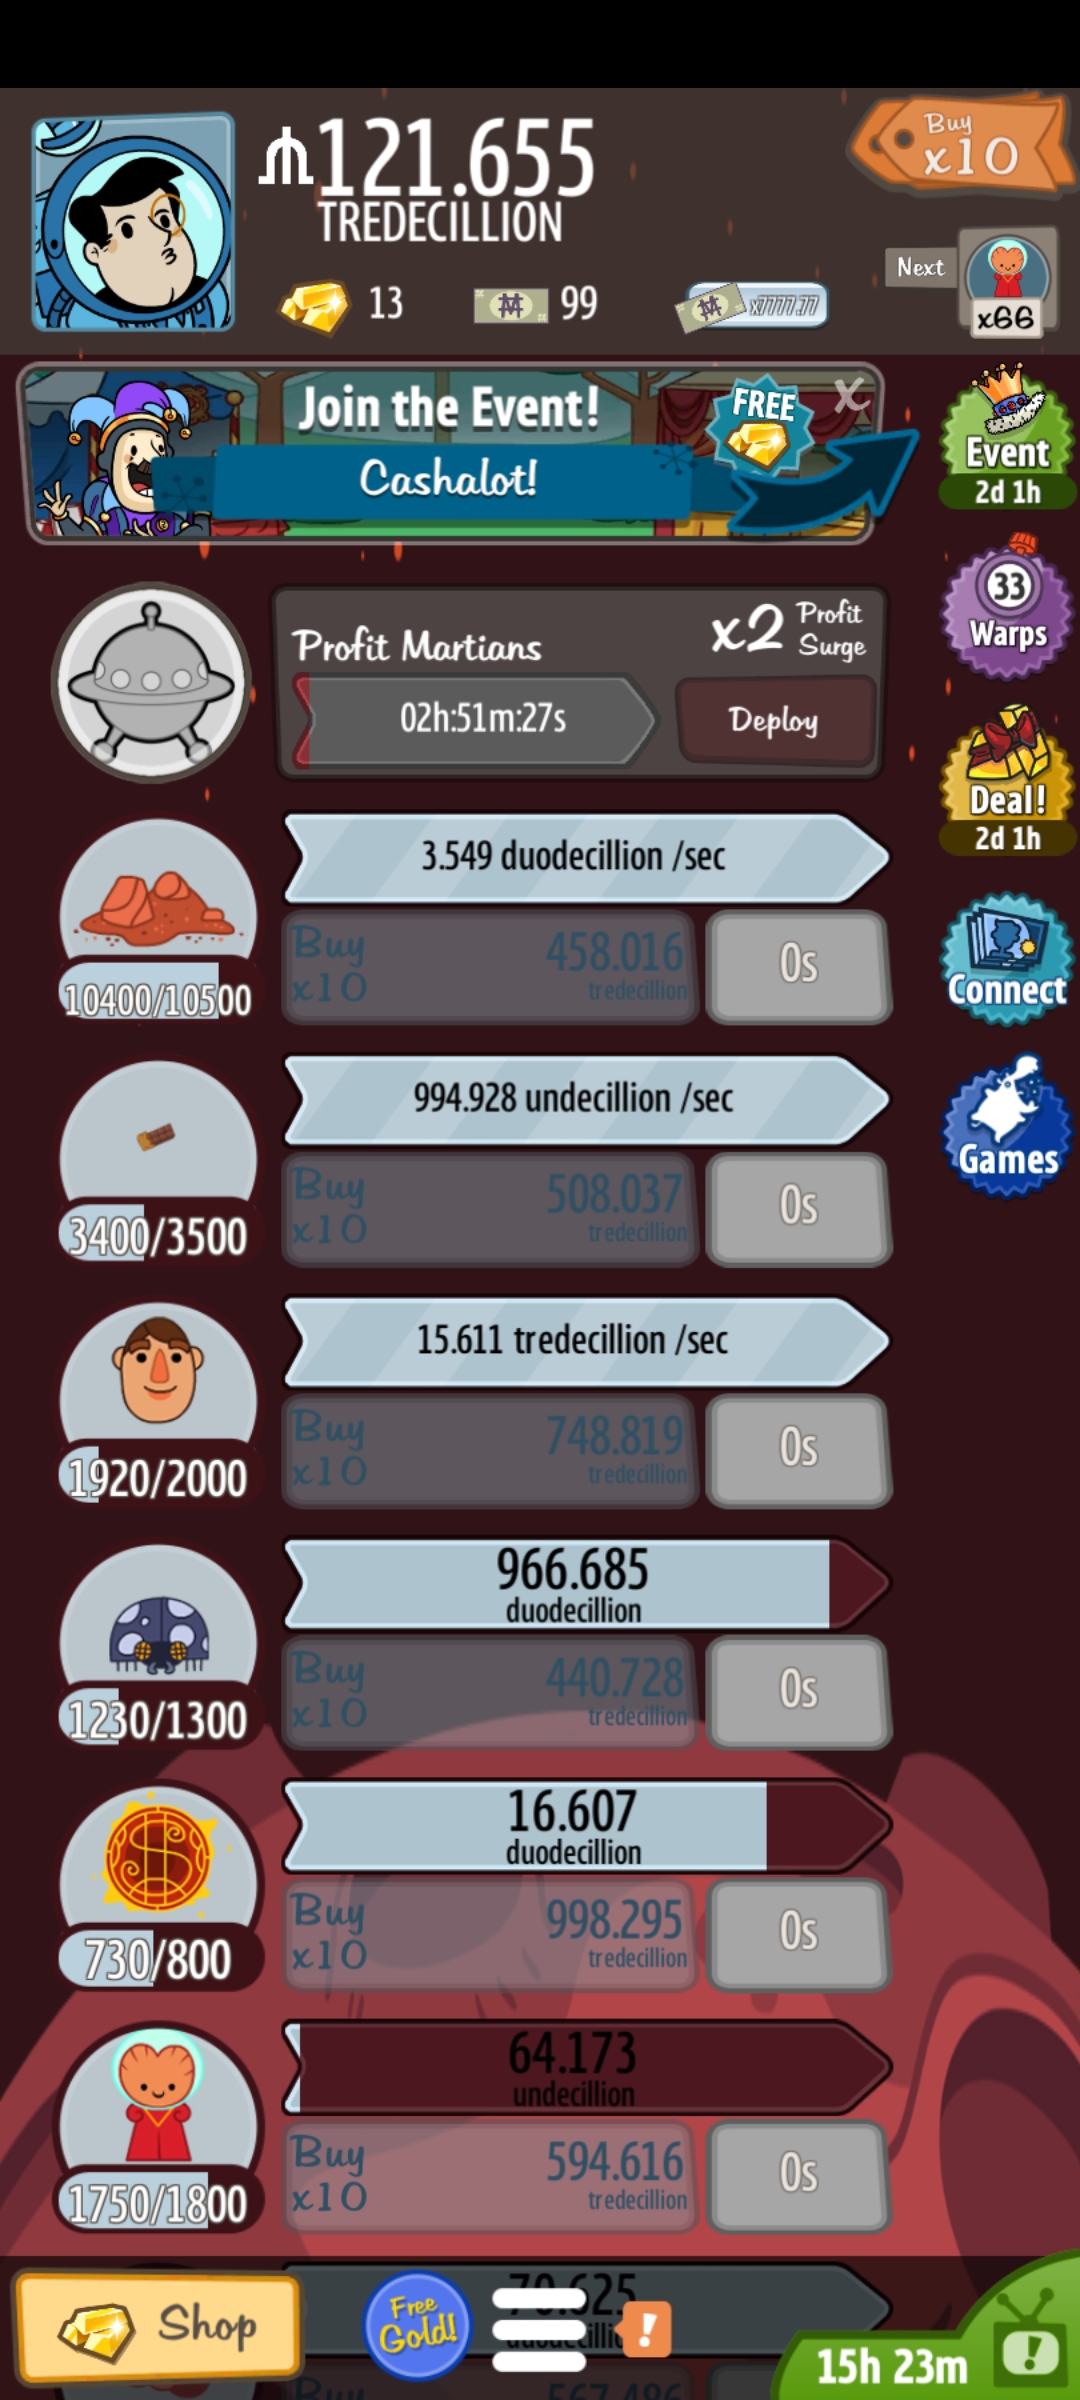 121.655
TREDECILLION
Buy
x10
13
99
x7777.77
Next
x66
Join the Event!
FREE
X
Cashalot!
Event
2d 1h
33
Warps
Profit Martians
x2 Profit Surge
02h:51m:27s
Deploy
Deal!
2d 1h
3.549 duodecillion /sec
10400/10500
Buy
x10
458.016
tredecillion
0s
Connect
994.928 undecillion /sec
3400/3500
Buy
x10
508.037
tredecillion
0s
Games
15.611 tredecillion /sec
1920/2000
Buy
x10
748.819
tredecillion
0s
966.685
duodecillion
1230/1300
Buy
x10
440.728
tredecillion
0s
16.607
duodecillion
730/800
Buy
x10
998.295
tredecillion
0s
64.173
undecillion
1750/1800
Buy
x10
594.616
tredecillion
0s
Shop
Free
Gold!
!
15h 23m
!
Buy